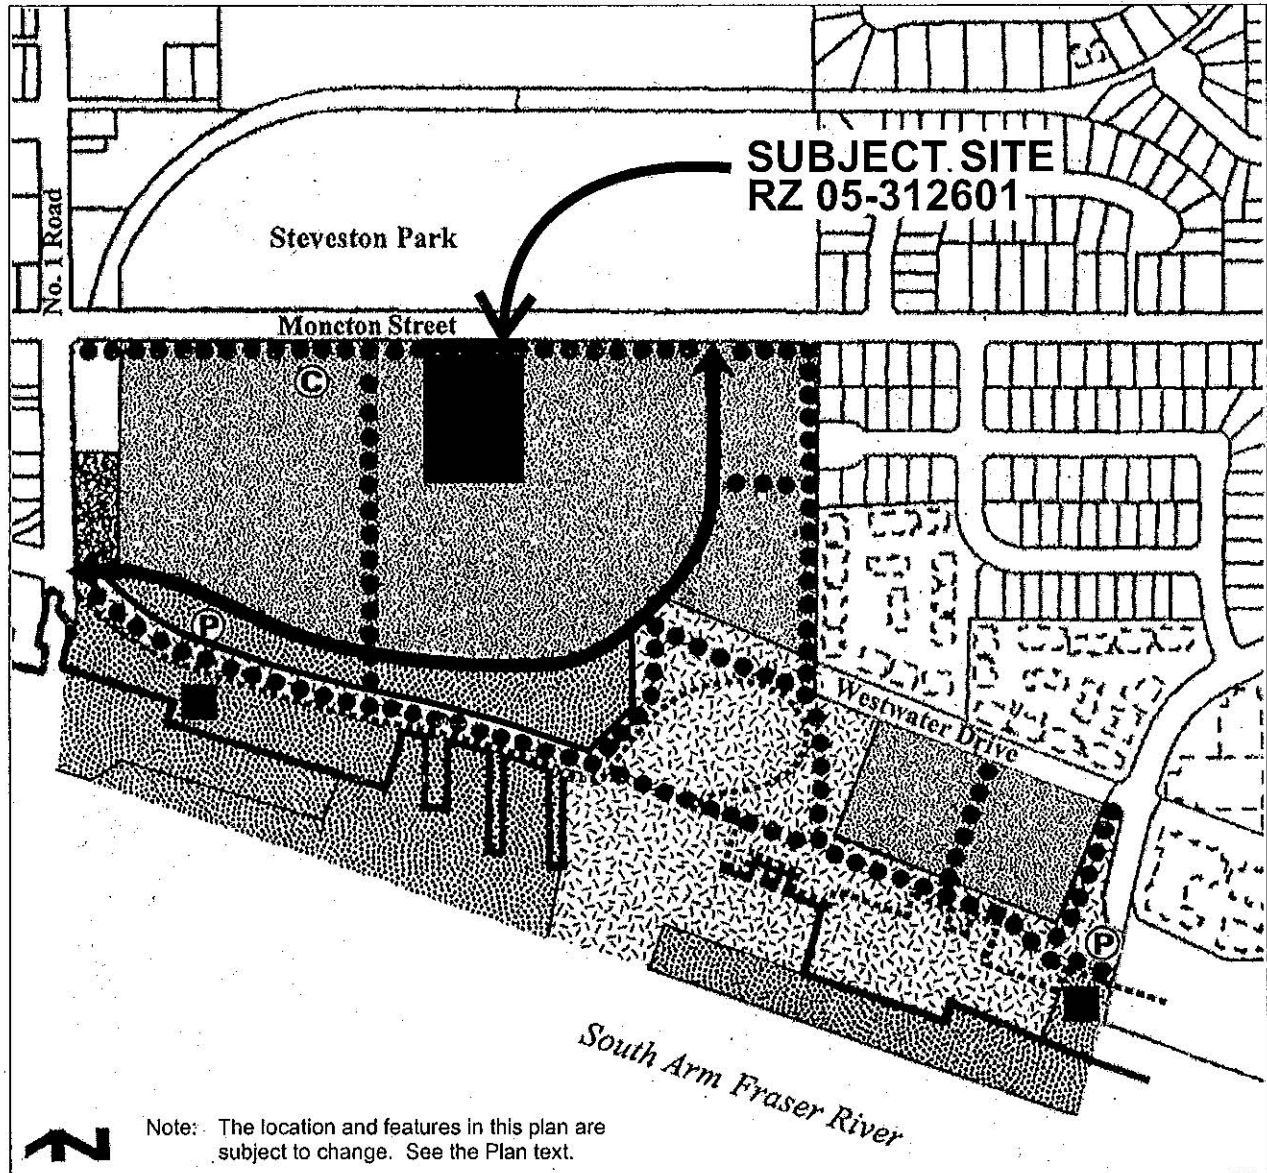 SUBJECT SITE
RZ 05-312601
No. 1 Road
Steveston Park
Moncton Street
C
P
Westwater Drive
P
South Arm Fraser River
Note: The location and features in this plan are
subject to change. See the Plan text.